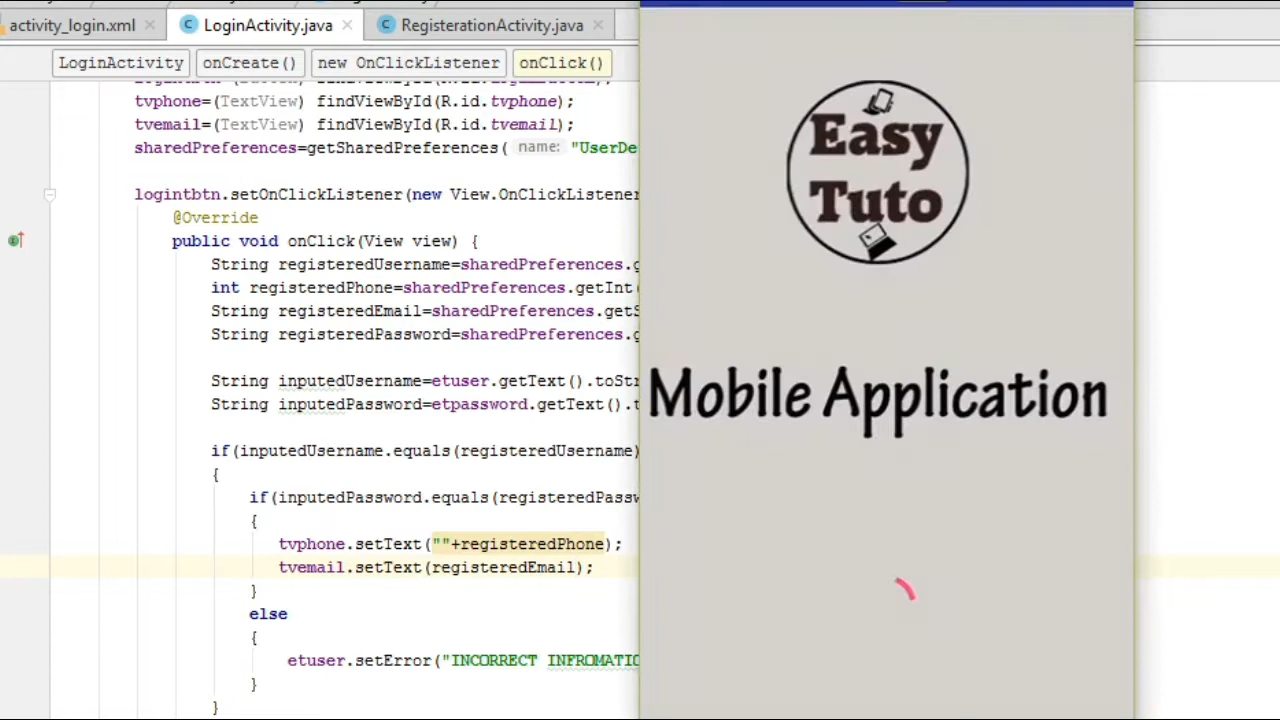 activity_login.xml
LoginActivity.java
RegisterationActivity.java
LoginActivity
onCreate()
new OnClickListener
onClick()
tvphone=(TextView) findViewById(R.id.tvphone);
tvemail=(TextView) findViewById(R.id.tvemail);
sharedPreferences=getSharedPreferences( name: "UserDe
logintbtn.setOnClickListener(new View.OnClickListener
@Override
public void onClick(View view) {
String registeredUsername=sharedPreferences.g
int registeredPhone=sharedPreferences.getInt(
String registeredEmail=sharedPreferences.getS
String registeredPassword=sharedPreferences.g
String inputedUsername=etuser.getText().toStr
String inputedPassword=etpassword.getText().t
if(inputedUsername.equals(registeredUsername)
{
if(inputedPassword.equals(registeredPassw
{
tvphone.setText(""+registeredPhone);
tvemail.setText(registeredEmail);
}
else
{
etuser.setError("INCORRECT INFROMATIO
}
}
Easy
Tuto
Mobile Application